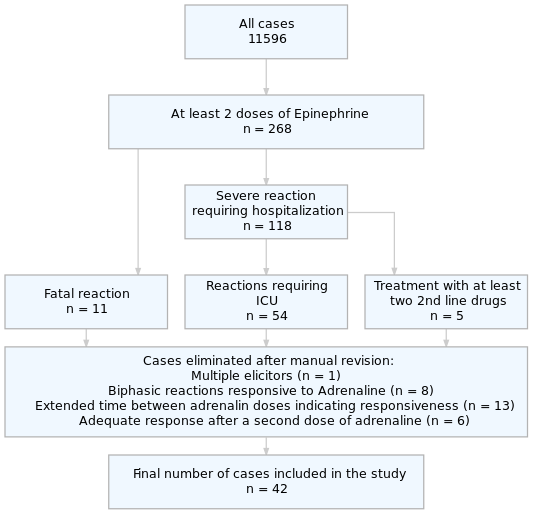 All cases
11596
At least 2 doses of Epinephrine
n = 268
Severe reaction
requiring hospitalization
n = 118
Fatal reaction
n = 11
Reactions requiring
ICU
n = 54
Treatment with at least
two 2nd line drugs
n = 5
Cases eliminated after manual revision:
Multiple elicitors (n = 1)
Biphasic reactions responsive to Adrenaline (n = 8)
Extended time between adrenalin doses indicating responsiveness (n = 13)
Adequate response after a second dose of adrenaline (n = 6)
Final number of cases included in the study
n = 42